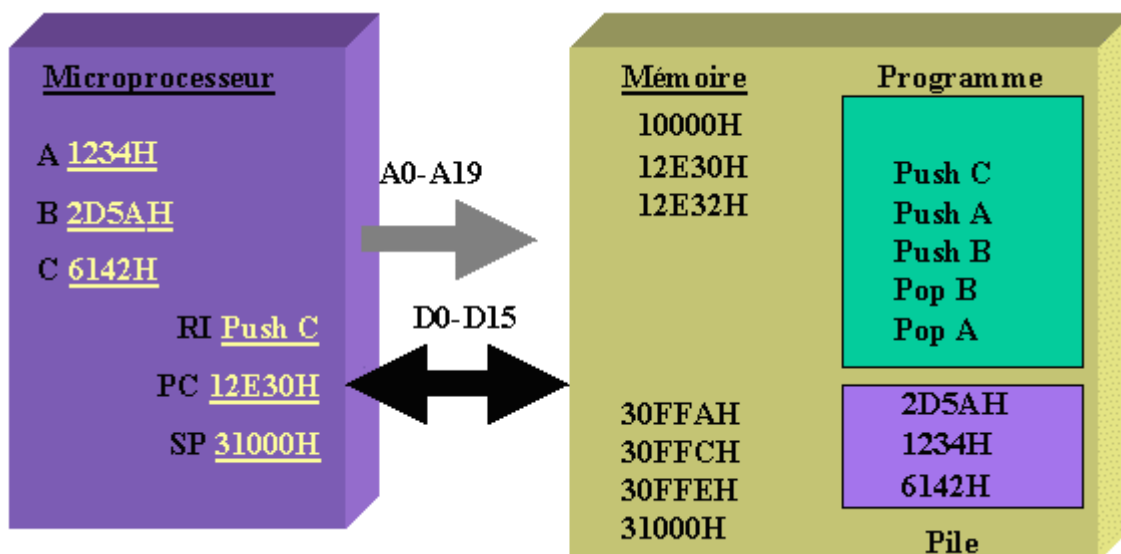 Microprocesseur
A 1234H
B 2D5AH
C 6142H
RI Push C
PC 12E30H
SP 31000H
A0-A19
D0-D15
Mémoire
10000H
12E30H
12E32H
30FFAH
30FFCH
30FFEH
31000H
Programme
Push C
Push A
Push B
Pop B
Pop A
2D5AH
1234H
6142H
Pile